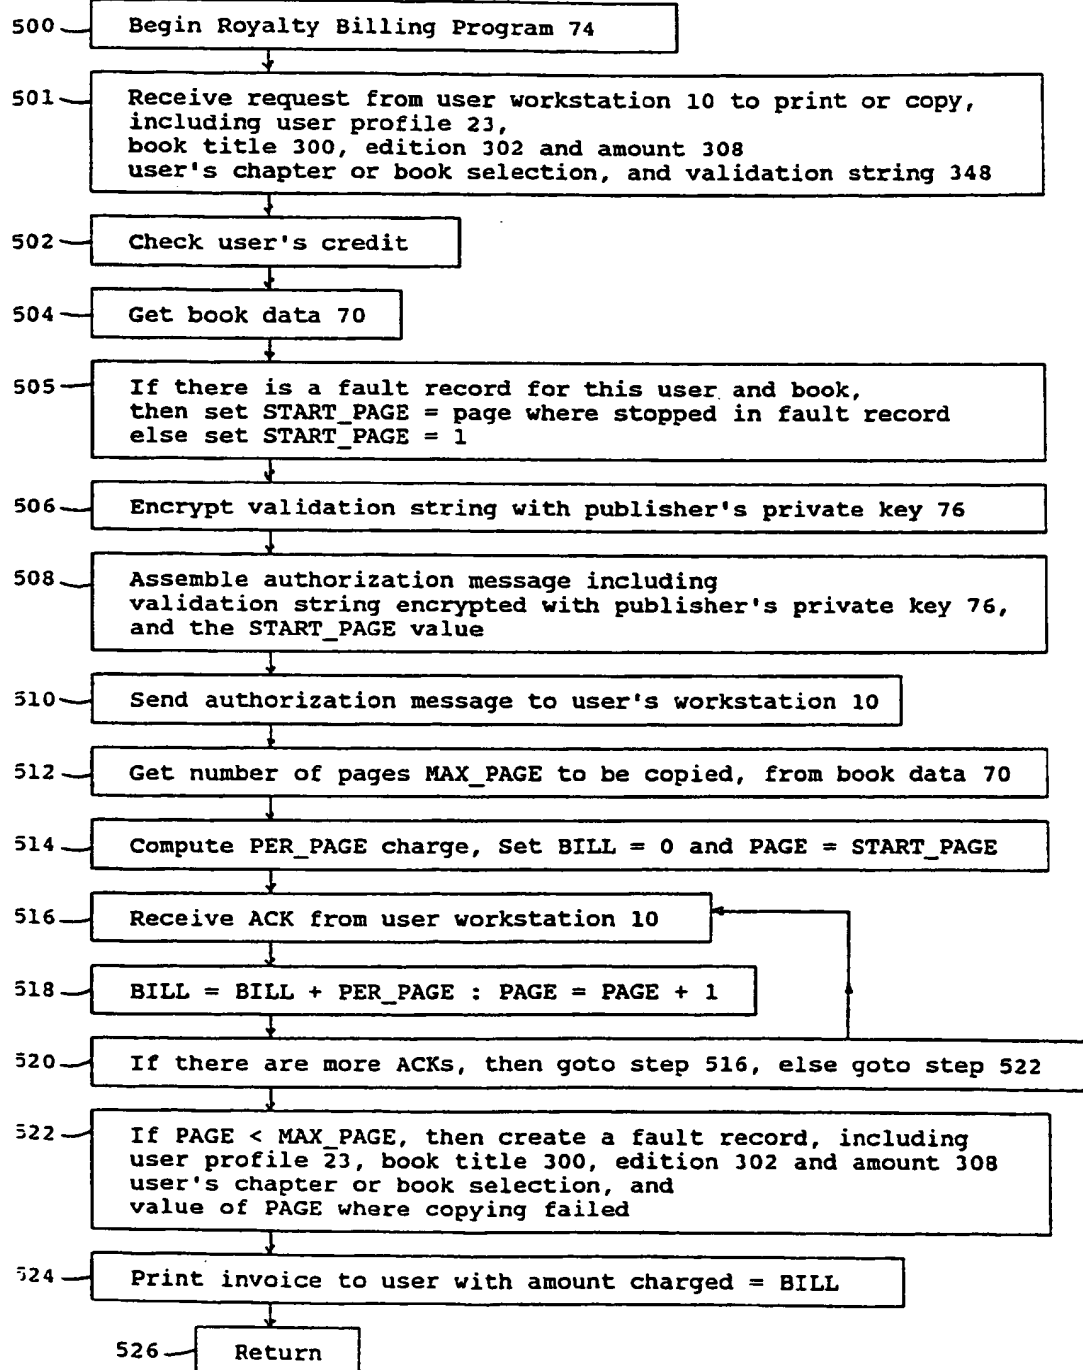 500 Begin Royalty Billing Program 74
501 Receive request from user workstation 10 to print or copy,
including user profile 23,
book title 300, edition 302 and amount 308
user's chapter or book selection, and validation string 348
502 Check user's credit
504 Get book data 70
505 If there is a fault record for this user and book,
then set START_PAGE = page where stopped in fault record
else set START_PAGE = 1
506 Encrypt validation string with publisher's private key 76
508 Assemble authorization message including
validation string encrypted with publisher's private key 76,
and the START_PAGE value
510 Send authorization message to user's workstation 10
512 Get number of pages MAX_PAGE to be copied, from book data 70
514 Compute PER_PAGE charge, Set BILL = 0 and PAGE = START_PAGE
516 Receive ACK from user workstation 10
518 BILL = BILL + PER_PAGE : PAGE = PAGE + 1
520 If there are more ACKs, then goto step 516, else goto step 522
522 If PAGE < MAX_PAGE, then create a fault record, including
user profile 23, book title 300, edition 302 and amount 308
user's chapter or book selection, and
value of PAGE where copying failed
524 Print invoice to user with amount charged = BILL
526 Return